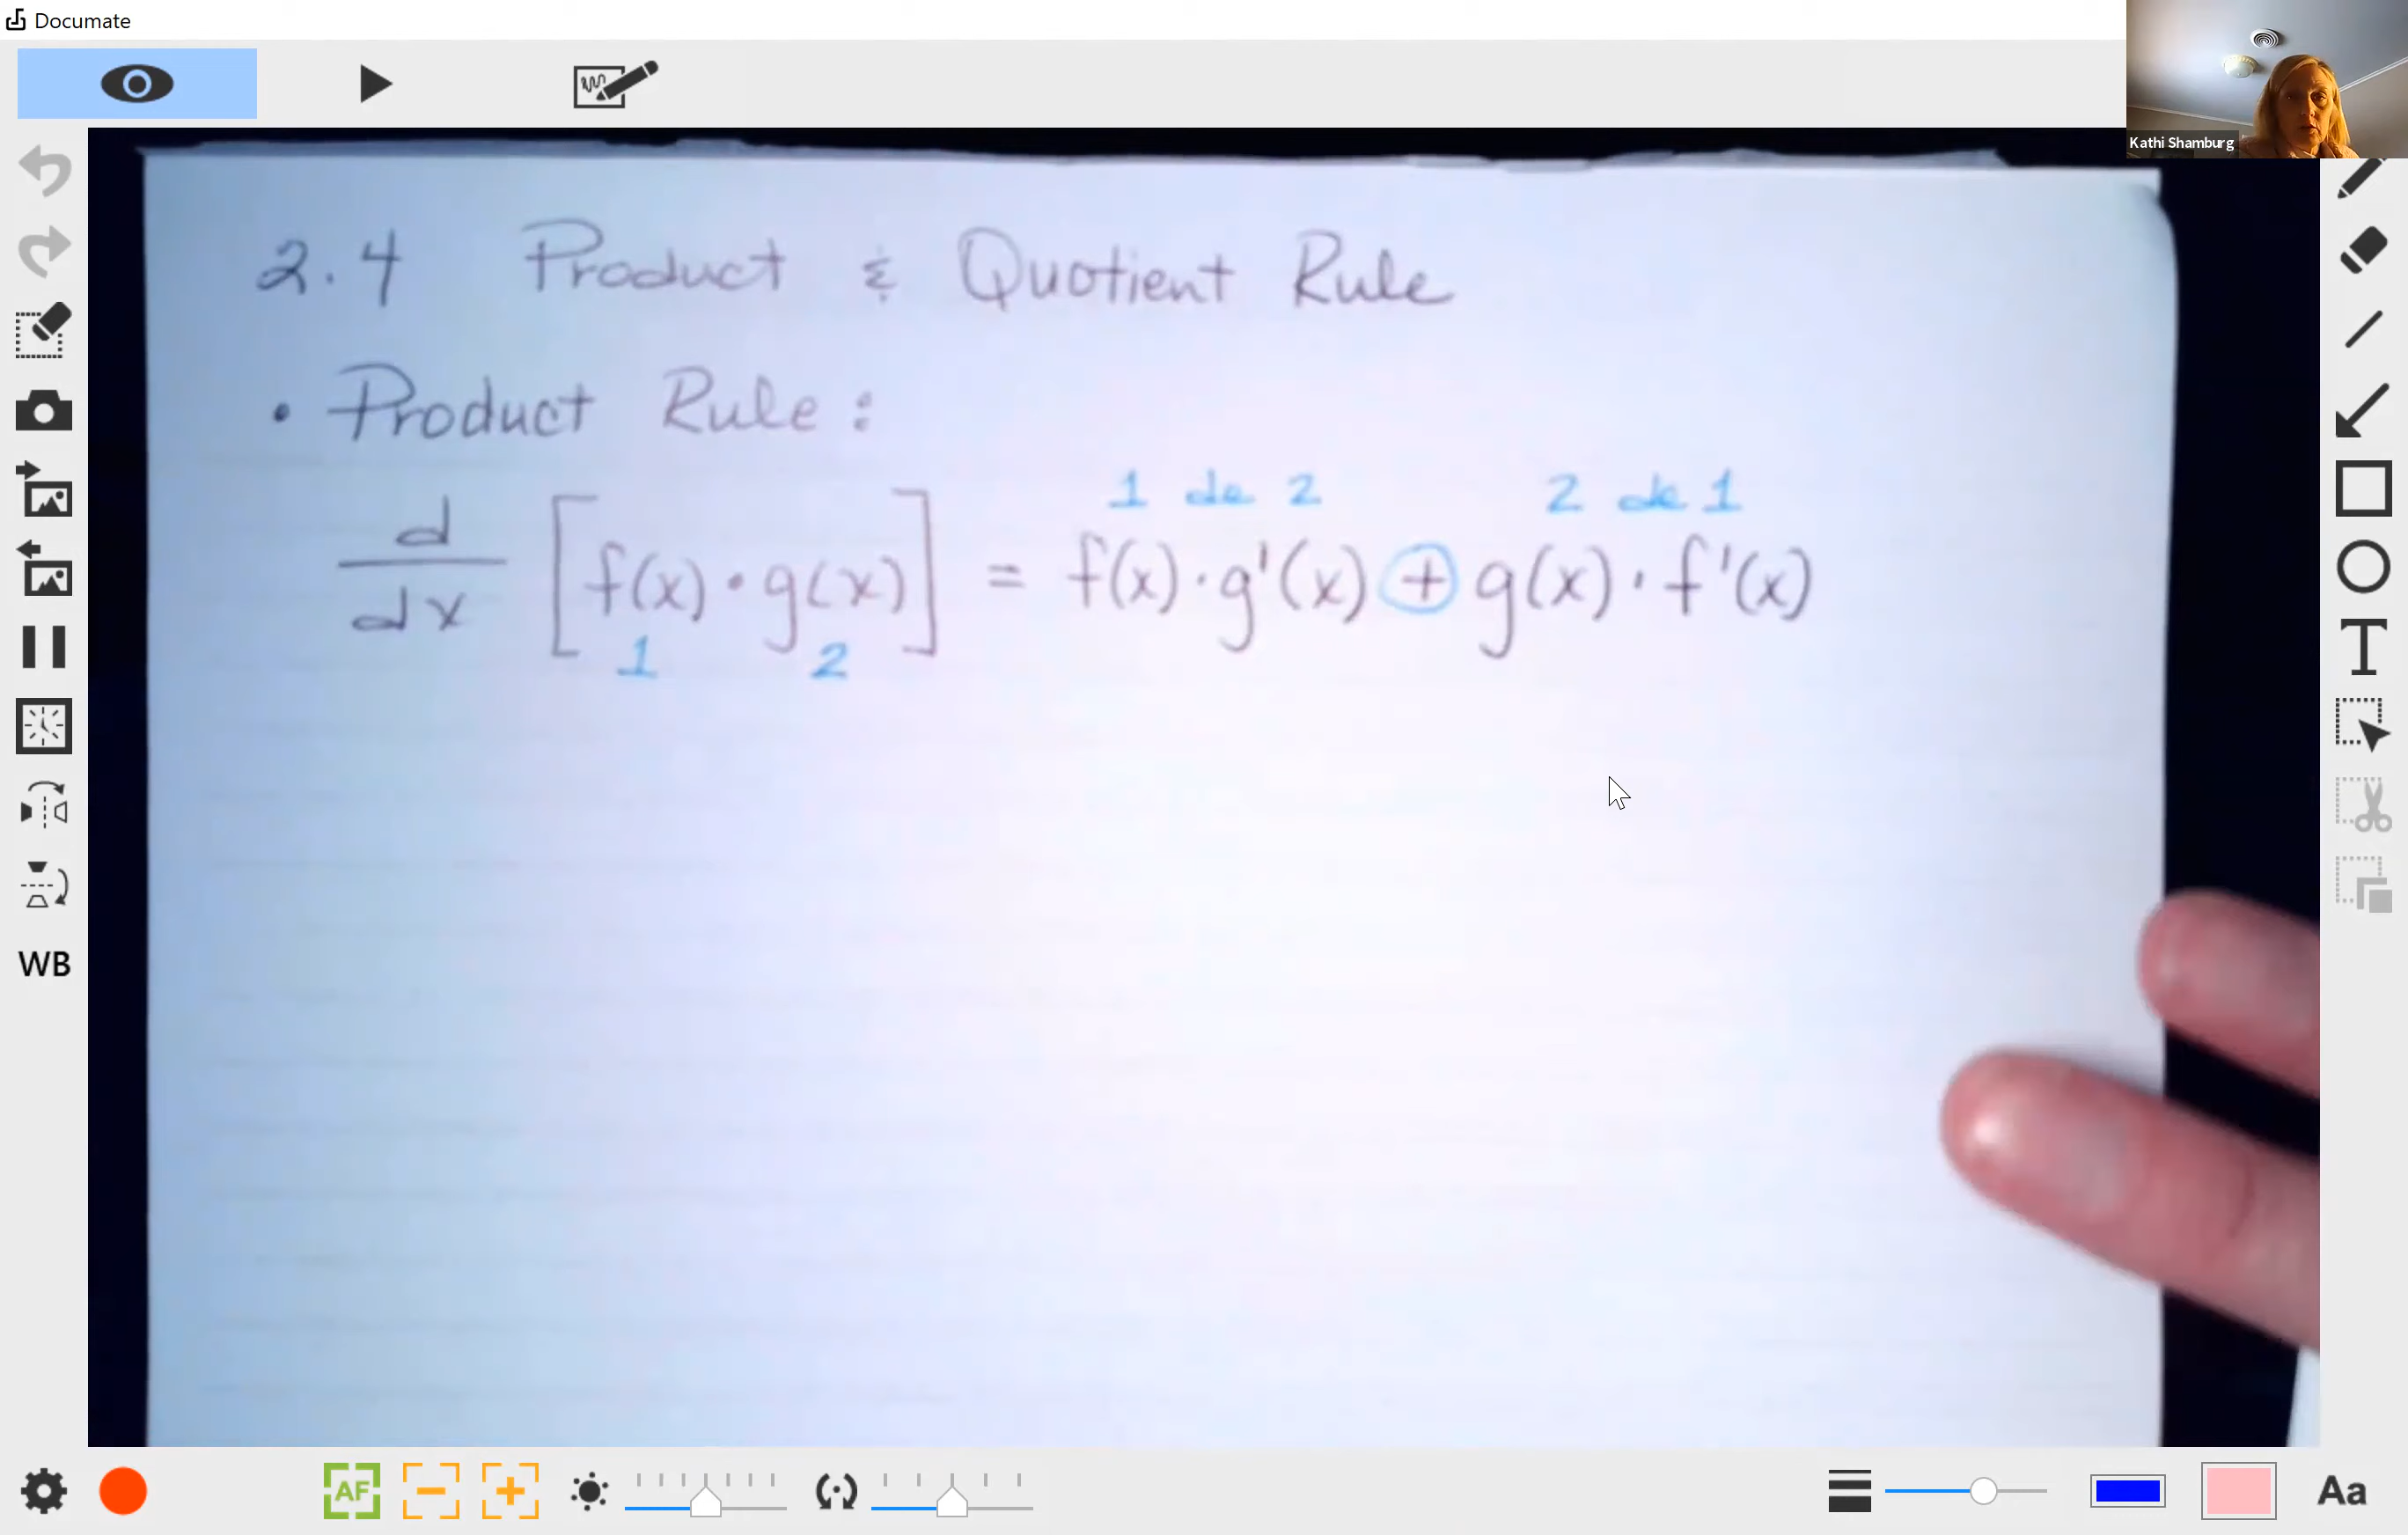 Documate
Kathi Shamburg
2.4 Product & Quotient Rule
• Product Rule:
1 de 2 2 de 1
d/dx [f(x)·g(x)] = f(x)·g'(x) + g(x)·f'(x)
1 2
WB
AF
T
Aa